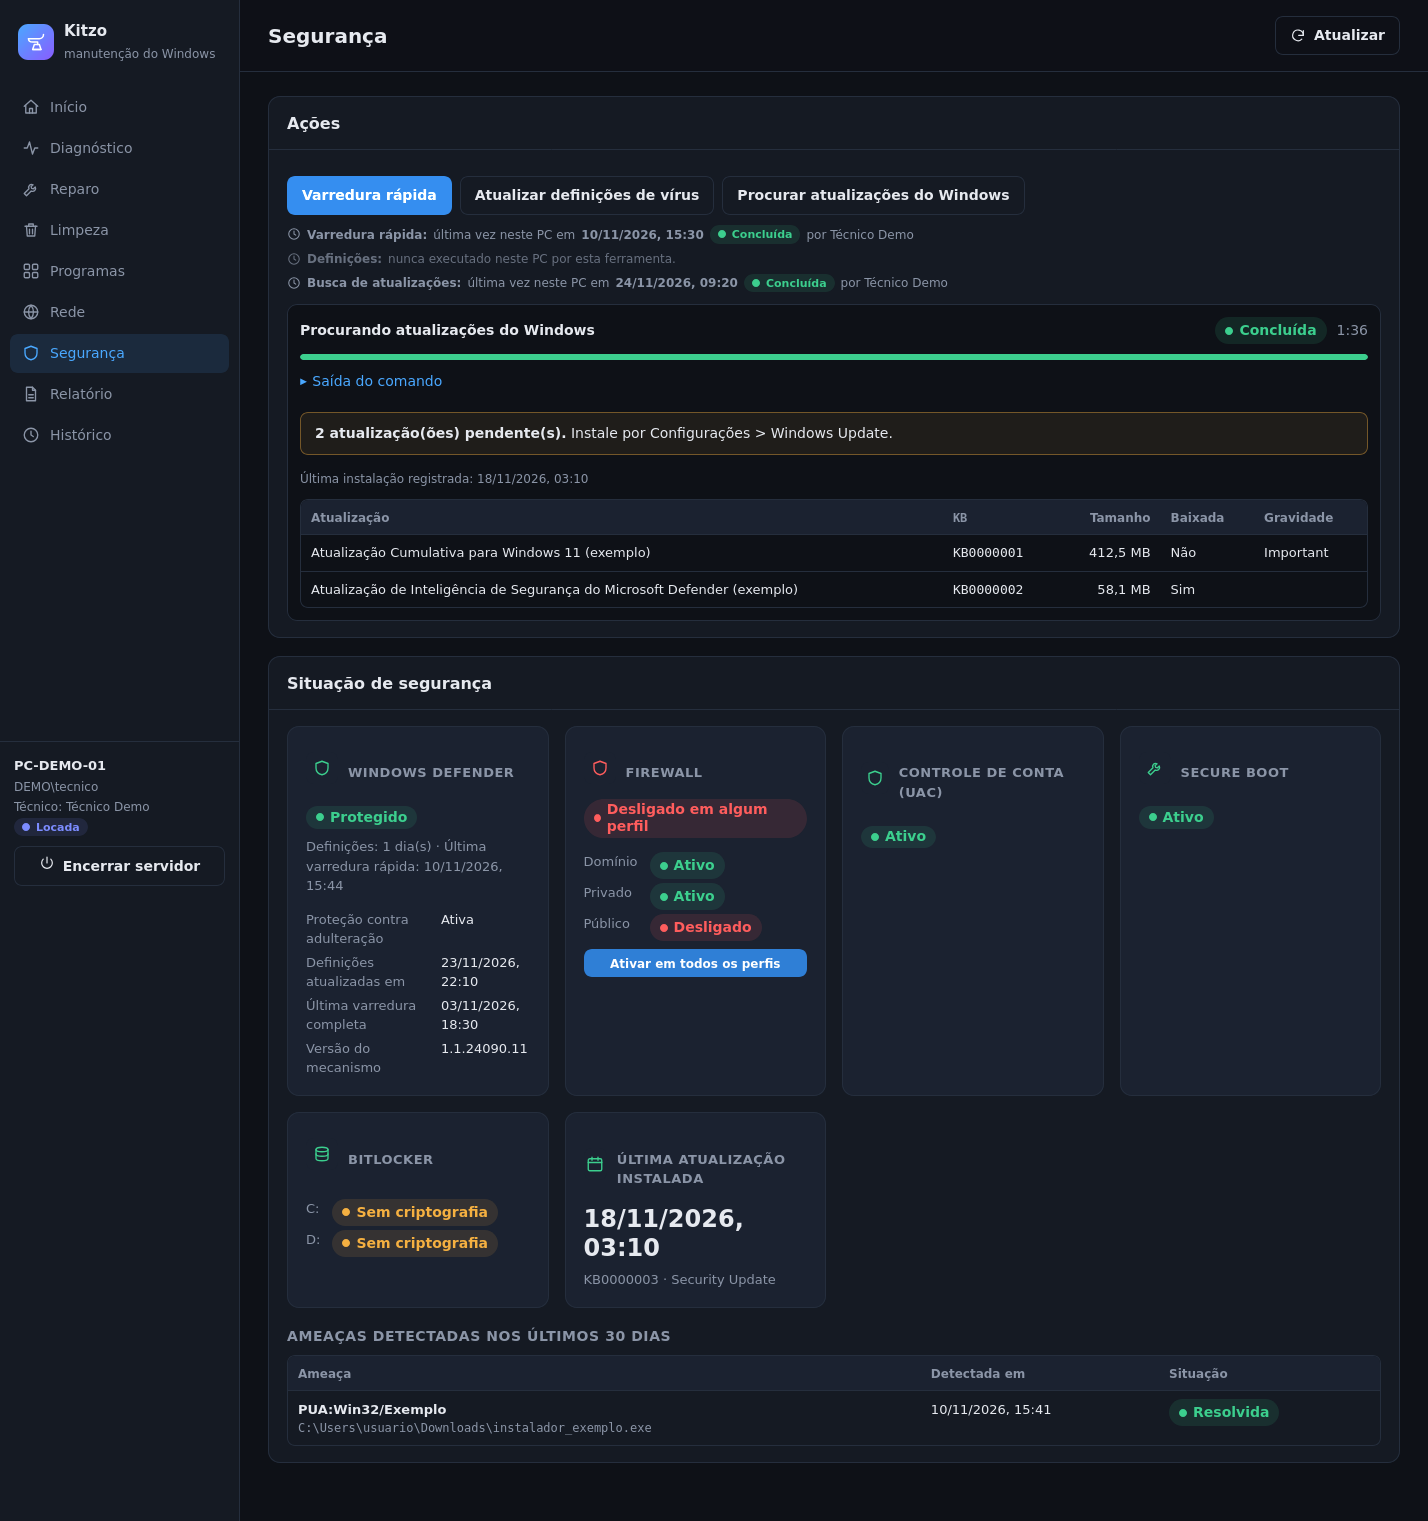 Kitzo
manutenção do Windows
Início
Diagnóstico
Reparo
Limpeza
Programas
Rede
Segurança
Relatório
Histórico
PC-DEMO-01
DEMO\tecnico
Técnico: Técnico Demo
Locada
Encerrar servidor
Segurança
Atualizar
Ações
Varredura rápida
Atualizar definições de vírus
Procurar atualizações do Windows
Varredura rápida: última vez neste PC em 10/11/2026, 15:30 Concluída por Técnico Demo
Definições: nunca executado neste PC por esta ferramenta.
Busca de atualizações: última vez neste PC em 24/11/2026, 09:20 Concluída por Técnico Demo
Procurando atualizações do Windows Concluída 1:36
▸ Saída do comando
2 atualização(ões) pendente(s). Instale por Configurações > Windows Update.
Última instalação registrada: 18/11/2026, 03:10
Atualização KB Tamanho Baixada Gravidade
Atualização Cumulativa para Windows 11 (exemplo) KB0000001 412,5 MB Não Important
Atualização de Inteligência de Segurança do Microsoft Defender (exemplo) KB0000002 58,1 MB Sim
Situação de segurança
WINDOWS DEFENDER
Protegido
Definições: 1 dia(s) · Última
varredura rápida: 10/11/2026,
15:44
Proteção contra
adulteração
Ativa
Definições
atualizadas em
23/11/2026,
22:10
Última varredura
completa
03/11/2026,
18:30
Versão do
mecanismo
1.1.24090.11
FIREWALL
Desligado em algum
perfil
Domínio Ativo
Privado Ativo
Público Desligado
Ativar em todos os perfis
CONTROLE DE CONTA
(UAC)
Ativo
SECURE BOOT
Ativo
BITLOCKER
C: Sem criptografia
D: Sem criptografia
ÚLTIMA ATUALIZAÇÃO
INSTALADA
18/11/2026,
03:10
KB0000003 · Security Update
AMEAÇAS DETECTADAS NOS ÚLTIMOS 30 DIAS
Ameaça Detectada em Situação
PUA:Win32/Exemplo 10/11/2026, 15:41 Resolvida
C:\Users\usuario\Downloads\instalador_exemplo.exe